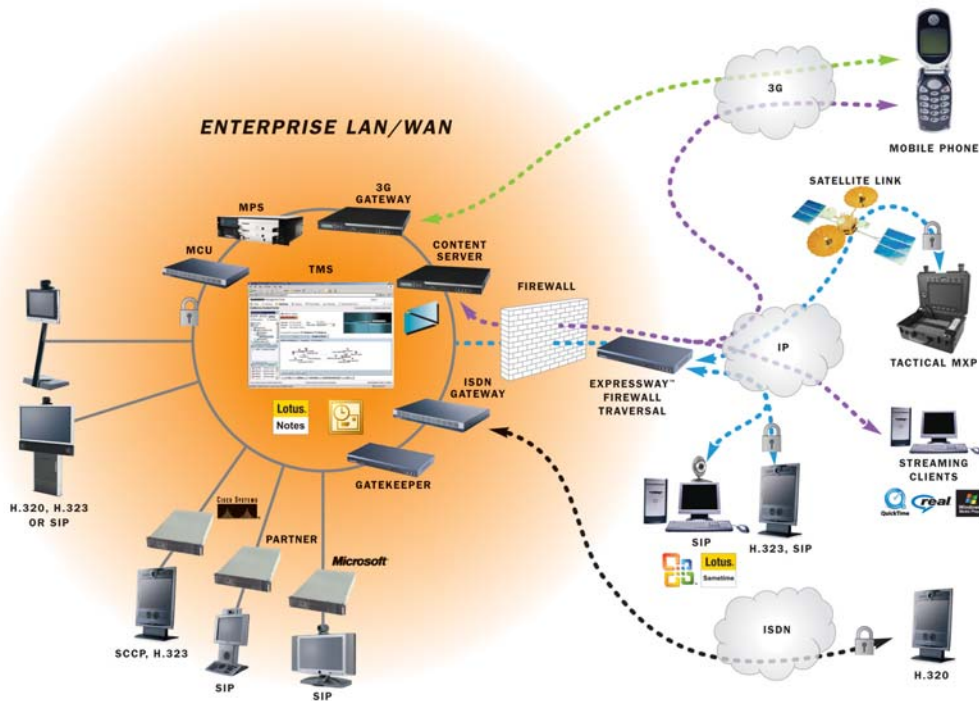 3G
MOBILE PHONE
ENTERPRISE LAN/WAN
SATELLITE LINK
3G
GATEWAY
MPS
MCU
CONTENT
SERVER
TMS
FIREWALL
IP
TACTICAL MXP
EXPRESSWAY™
FIREWALL
TRAVERSAL
ISDN
GATEWAY
Lotus.
Notes
GATEKEEPER
STREAMING
CLIENTS
QuickTime
real
Windows
H.320, H.323
OR SIP
CISCO SYSTEMS
PARTNER
Microsoft
SIP
H.323, SIP
Lotus.
Sametime
SCCP, H.323
SIP
SIP
ISDN
H.320